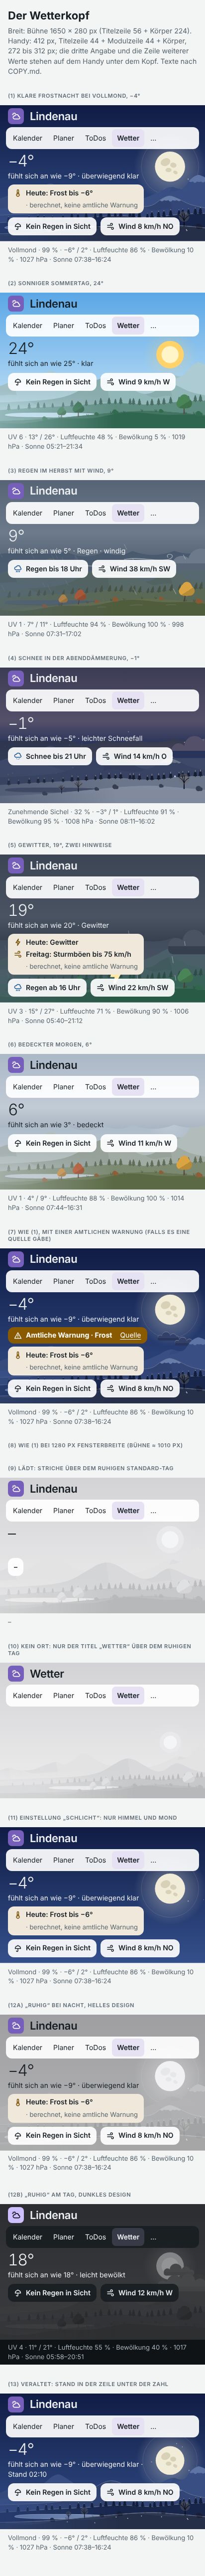 Der Wetterkopf
Breit: Bühne 1650 × 280 px (Titelzeile 56 + Körper 224).
Handy: 412 px, Titelzeile 44 + Modulzeile 44 + Körper,
272 bis 312 px; die dritte Angabe und die Zeile weiterer
Werte stehen auf dem Handy unter dem Kopf. Texte nach
COPY.md.
(1) KLARE FROSTNACHT BEI VOLLMOND, −4°
Lindenau
Kalender Planer ToDos Wetter ...
−4°
fühlt sich an wie −9° · überwiegend klar
Heute: Frost bis −6°
· berechnet, keine amtliche Warnung
Kein Regen in Sicht Wind 8 km/h NO
Vollmond · 99 % · −6° / 2° · Luftfeuchte 86 % · Bewölkung 10
% · 1027 hPa · Sonne 07:38–16:24
(2) SONNIGER SOMMERTAG, 24°
Lindenau
Kalender Planer ToDos Wetter ...
24°
fühlt sich an wie 25° · klar
Kein Regen in Sicht Wind 9 km/h W
UV 6 · 13° / 26° · Luftfeuchte 48 % · Bewölkung 5 % · 1019
hPa · Sonne 05:21–21:34
(3) REGEN IM HERBST MIT WIND, 9°
Lindenau
Kalender Planer ToDos Wetter ...
9°
fühlt sich an wie 5° · Regen · windig
Regen bis 18 Uhr Wind 38 km/h SW
UV 1 · 7° / 11° · Luftfeuchte 94 % · Bewölkung 100 % · 998
hPa · Sonne 07:31–17:02
(4) SCHNEE IN DER ABENDDÄMMERUNG, −1°
Lindenau
Kalender Planer ToDos Wetter ...
−1°
fühlt sich an wie −5° · leichter Schneefall
Schnee bis 21 Uhr Wind 14 km/h O
Zunehmende Sichel · 32 % · −3° / 1° · Luftfeuchte 91 % ·
Bewölkung 95 % · 1008 hPa · Sonne 08:11–16:02
(5) GEWITTER, 19°, ZWEI HINWEISE
Lindenau
Kalender Planer ToDos Wetter ...
19°
fühlt sich an wie 20° · Gewitter
Heute: Gewitter
Freitag: Sturmböen bis 75 km/h
· berechnet, keine amtliche Warnung
Regen ab 16 Uhr Wind 22 km/h SW
UV 3 · 15° / 27° · Luftfeuchte 71 % · Bewölkung 90 % · 1006
hPa · Sonne 05:40–21:12
(6) BEDECKTER MORGEN, 6°
Lindenau
Kalender Planer ToDos Wetter ...
6°
fühlt sich an wie 3° · bedeckt
Kein Regen in Sicht Wind 11 km/h W
UV 1 · 4° / 9° · Luftfeuchte 88 % · Bewölkung 100 % · 1014
hPa · Sonne 07:44–16:31
(7) WIE (1), MIT EINER AMTLICHEN WARNUNG (FALLS ES EINE
QUELLE GÄBE)
Lindenau
Kalender Planer ToDos Wetter ...
−4°
fühlt sich an wie −9° · überwiegend klar
Amtliche Warnung · Frost Quelle
Heute: Frost bis −6°
· berechnet, keine amtliche Warnung
Kein Regen in Sicht Wind 8 km/h NO
Vollmond · 99 % · −6° / 2° · Luftfeuchte 86 % · Bewölkung 10
% · 1027 hPa · Sonne 07:38–16:24
(8) WIE (1) BEI 1280 PX FENSTERBREITE (BÜHNE ≈ 1010 PX)
(9) LÄDT: STRICHE ÜBER DEM RUHIGEN STANDARD-TAG
Lindenau
Kalender Planer ToDos Wetter ...
–
–
–
(10) KEIN ORT: NUR DER TITEL „WETTER“ ÜBER DEM RUHIGEN
TAG
Wetter
Kalender Planer ToDos Wetter ...
(11) EINSTELLUNG „SCHLICHT“: NUR HIMMEL UND MOND
Lindenau
Kalender Planer ToDos Wetter ...
−4°
fühlt sich an wie −9° · überwiegend klar
Heute: Frost bis −6°
· berechnet, keine amtliche Warnung
Kein Regen in Sicht Wind 8 km/h NO
Vollmond · 99 % · −6° / 2° · Luftfeuchte 86 % · Bewölkung 10
% · 1027 hPa · Sonne 07:38–16:24
(12A) „RUHIG“ BEI NACHT, HELLES DESIGN
Lindenau
Kalender Planer ToDos Wetter ...
−4°
fühlt sich an wie −9° · überwiegend klar
Heute: Frost bis −6°
· berechnet, keine amtliche Warnung
Kein Regen in Sicht Wind 8 km/h NO
Vollmond · 99 % · −6° / 2° · Luftfeuchte 86 % · Bewölkung 10
% · 1027 hPa · Sonne 07:38–16:24
(12B) „RUHIG“ AM TAG, DUNKLES DESIGN
Lindenau
Kalender Planer ToDos Wetter ...
18°
fühlt sich an wie 18° · leicht bewölkt
Kein Regen in Sicht Wind 12 km/h W
UV 4 · 11° / 21° · Luftfeuchte 55 % · Bewölkung 40 % · 1017
hPa · Sonne 05:58–20:51
(13) VERALTET: STAND IN DER ZEILE UNTER DER ZAHL
Lindenau
Kalender Planer ToDos Wetter ...
−4°
fühlt sich an wie −9° · überwiegend klar ·
Stand 02:10
Kein Regen in Sicht Wind 8 km/h NO
Vollmond · 99 % · −6° / 2° · Luftfeuchte 86 % · Bewölkung 10
% · 1027 hPa · Sonne 07:38–16:24